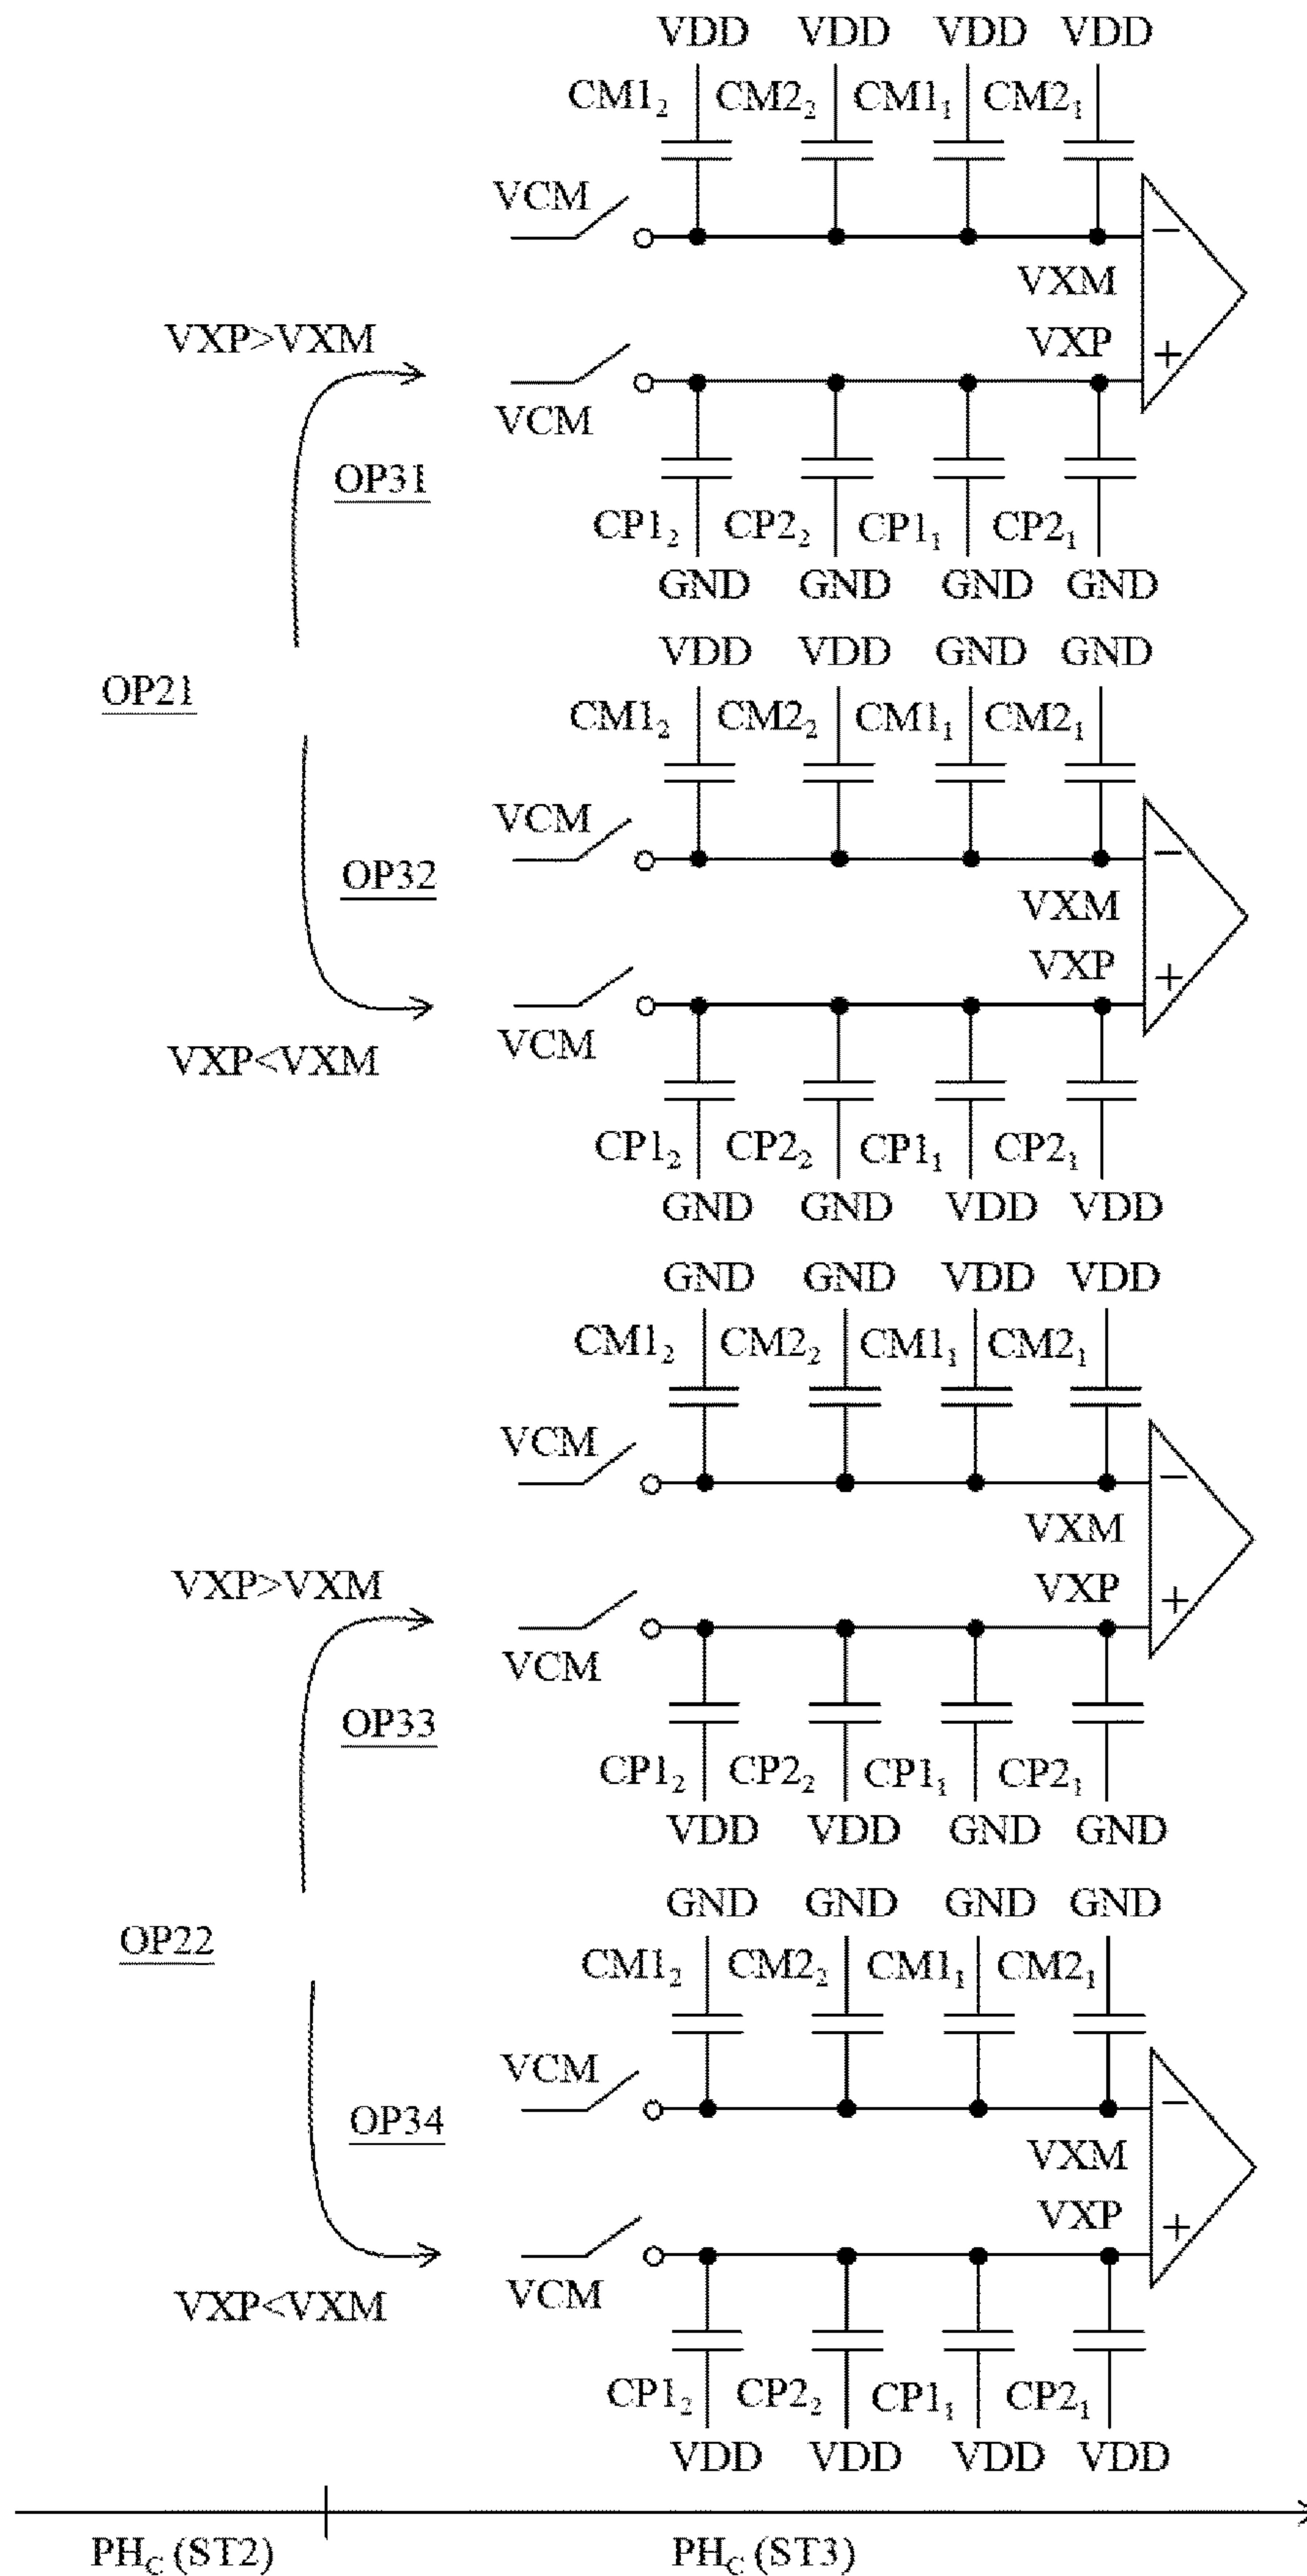 VDD VDD VDD VDD
CM1₂ CM2₂ CM1₁ CM2₁
VCM
−
VXM
VXP>VXM
VXP
+
VCM
OP31
CP1₂ CP2₂ CP1₁ CP2₁
GND GND GND GND
OP21
VDD VDD GND GND
CM1₂ CM2₂ CM1₁ CM2₁
VCM
−
OP32
VXM
VXP
+
VCM
VXP<VXM
CP1₂ CP2₂ CP1₁ CP2₁
GND GND VDD VDD
GND GND VDD VDD
CM1₂ CM2₂ CM1₁ CM2₁
VCM
−
VXM
VXP>VXM
VXP
+
VCM
OP33
CP1₂ CP2₂ CP1₁ CP2₁
VDD VDD GND GND
GND GND GND GND
OP22
CM1₂ CM2₂ CM1₁ CM2₁
VCM
−
OP34
VXM
VXP
+
VCM
VXP<VXM
CP1₂ CP2₂ CP1₁ CP2₁
VDD VDD VDD VDD
PH_C (ST2) PH_C (ST3)